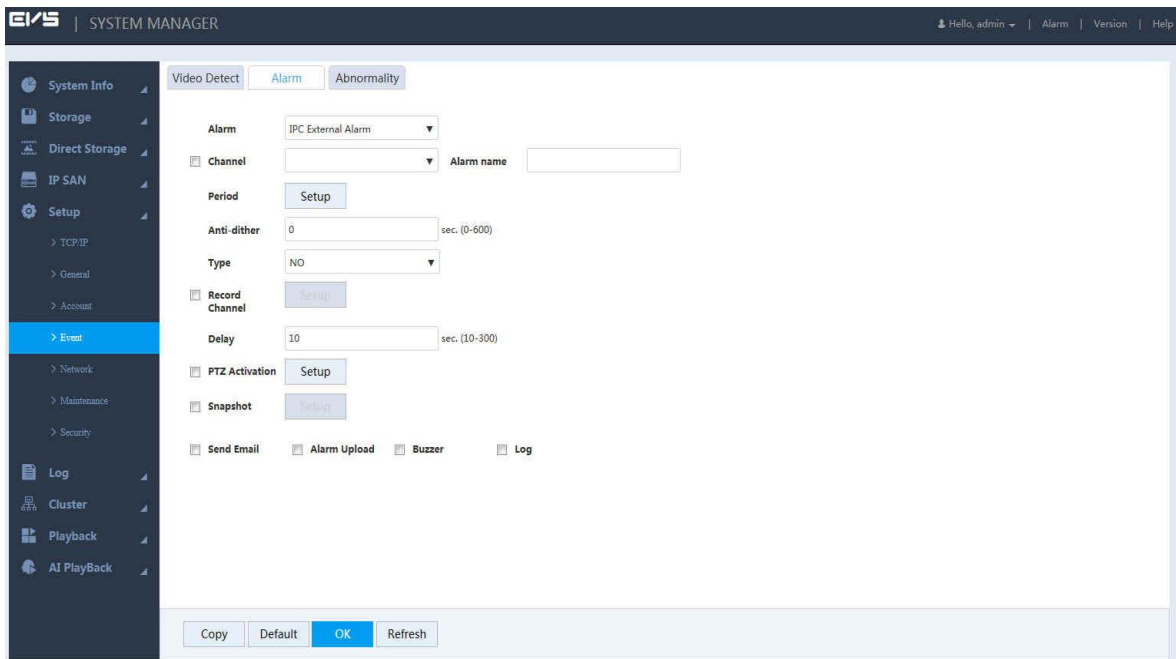 EVS | SYSTEM MANAGER
Hello, admin | Alarm | Version | Help
System Info
Storage
Direct Storage
IP SAN
Setup
> TCP/IP
> General
> Account
> Event
> Network
> Maintenance
> Security
Log
Cluster
Playback
AI PlayBack
Video Detect Alarm Abnormality
Alarm IPC External Alarm
Channel Alarm name
Period Setup
Anti-dither 0 sec. (0-600)
Type NO
Record Setup
Channel
Delay 10 sec. (10-300)
PTZ Activation Setup
Snapshot Setup
Send Email Alarm Upload Buzzer Log
Copy Default OK Refresh